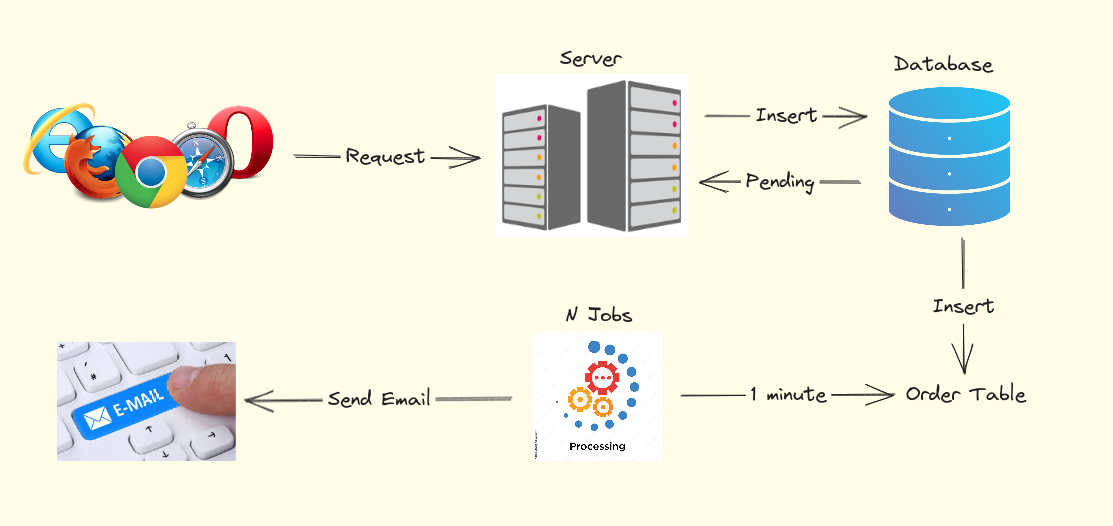 Server
Database
Request
Insert
Pending
Insert
N Jobs
E-MAIL
Send Email
1 minute
Order Table
Processing